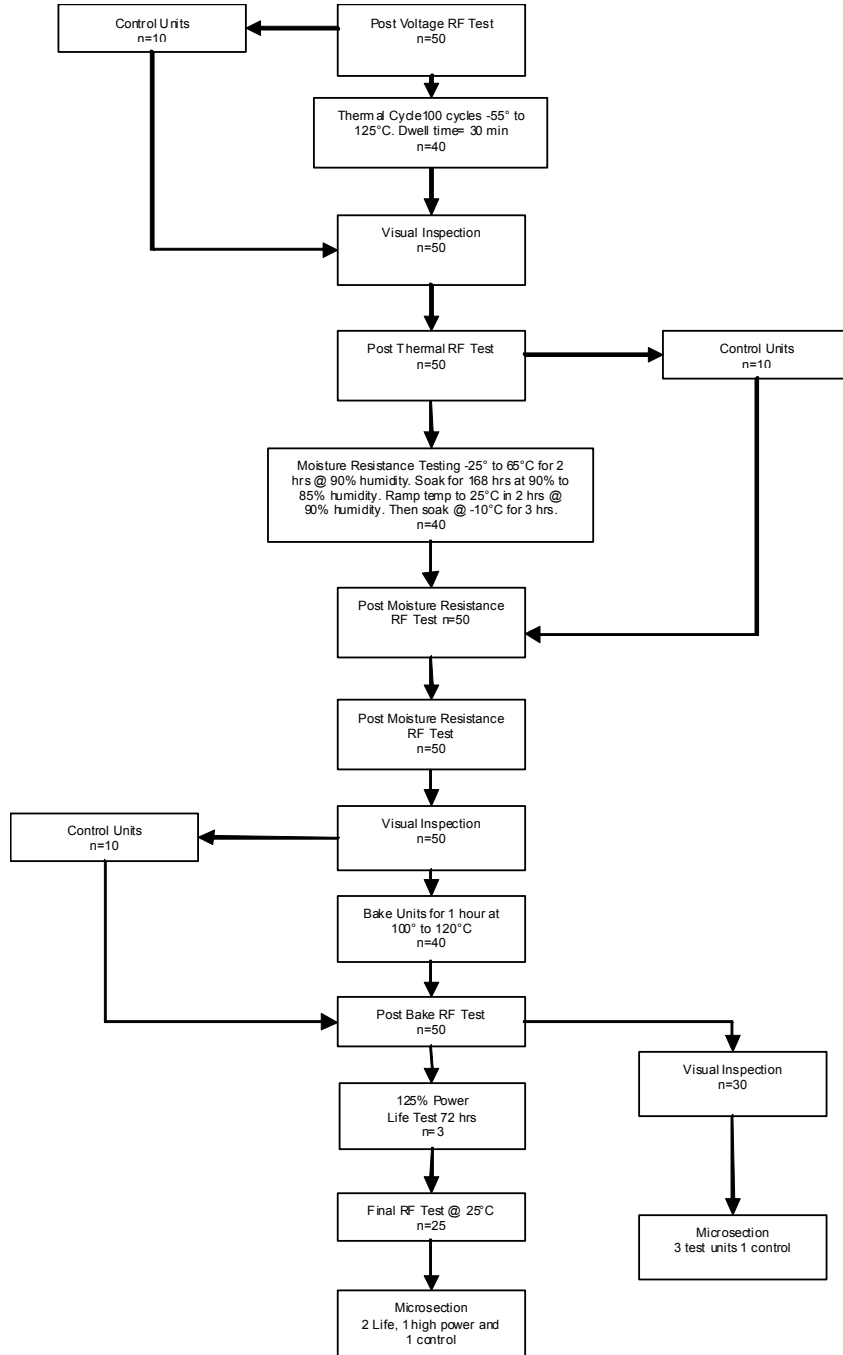 Control Units
n=10
Post Voltage RF Test
n=50
Thermal Cycle100 cycles -55° to
125°C. Dwell time= 30 min
n=40
Visual Inspection
n=50
Post Thermal RF Test
n=50
Control Units
n=10
Moisture Resistance Testing -25° to 65°C for 2
hrs @ 90% humidity. Soak for 168 hrs at 90% to
85% humidity. Ramp temp to 25°C in 2 hrs @
90% humidity. Then soak @ -10°C for 3 hrs.
n=40
Post Moisture Resistance
RF Test n=50
Post Moisture Resistance
RF Test
n=50
Control Units
n=10
Visual Inspection
n=50
Bake Units for 1 hour at
100° to 120°C
n=40
Post Bake RF Test
n=50
Visual Inspection
n=30
125% Power
Life Test 72 hrs
n=3
Final RF Test @ 25°C
n=25
Microsection
3 test units 1 control
Microsection
2 Life, 1 high power and
1 control